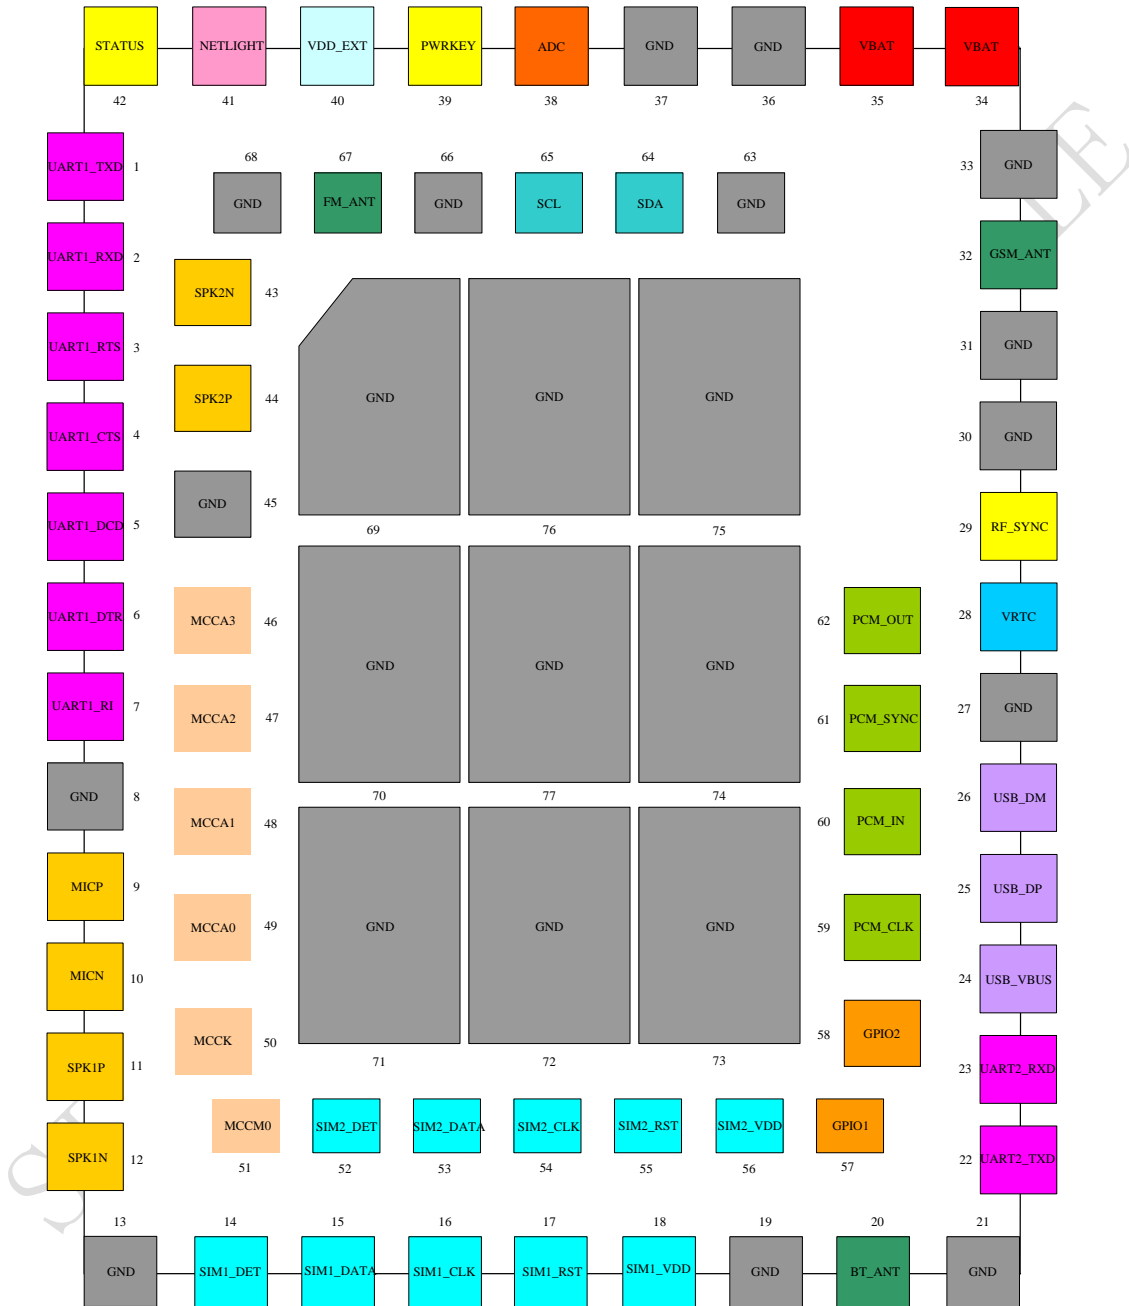 STATUS NETLIGHT VDD_EXT PWRKEY ADC GND GND VBAT VBAT
42 41 40 39 38 37 36 35 34
68 67 66 65 64 63
UART1_TXD 1
33 GND
GND FM_ANT GND SCL SDA GND
UART1_RXD 2
32 GSM_ANT
SPK2N 43
UART1_RTS 3
31 GND
SPK2P 44
GND GND GND
UART1_CTS 4
30 GND
GND 45
UART1_DCD 5
69 76 75
29 RF_SYNC
UART1_DTR 6
MCCA3 46
62 PCM_OUT
28 VRTC
GND GND GND
UART1_RI 7
MCCA2 47
61 PCM_SYNC
27 GND
GND 8
70 77 74
26 USB_DM
MCCA1 48
60 PCM_IN
MICP 9
25 USB_DP
MCCA0 49
GND GND GND
59 PCM_CLK
MICN 10
24 USB_VBUS
MCCK 50
58 GPIO2
SPK1P 11
71 72 73
23 UART2_RXD
MCCM0 SIM2_DET SIM2_DATA SIM2_CLK SIM2_RST SIM2_VDD GPIO1
51 52 53 54 55 56 57
SPK1N 12
22 UART2_TXD
13 14 15 16 17 18 19 20 21
GND SIM1_DET SIM1_DATA SIM1_CLK SIM1_RST SIM1_VDD GND BT_ANT GND